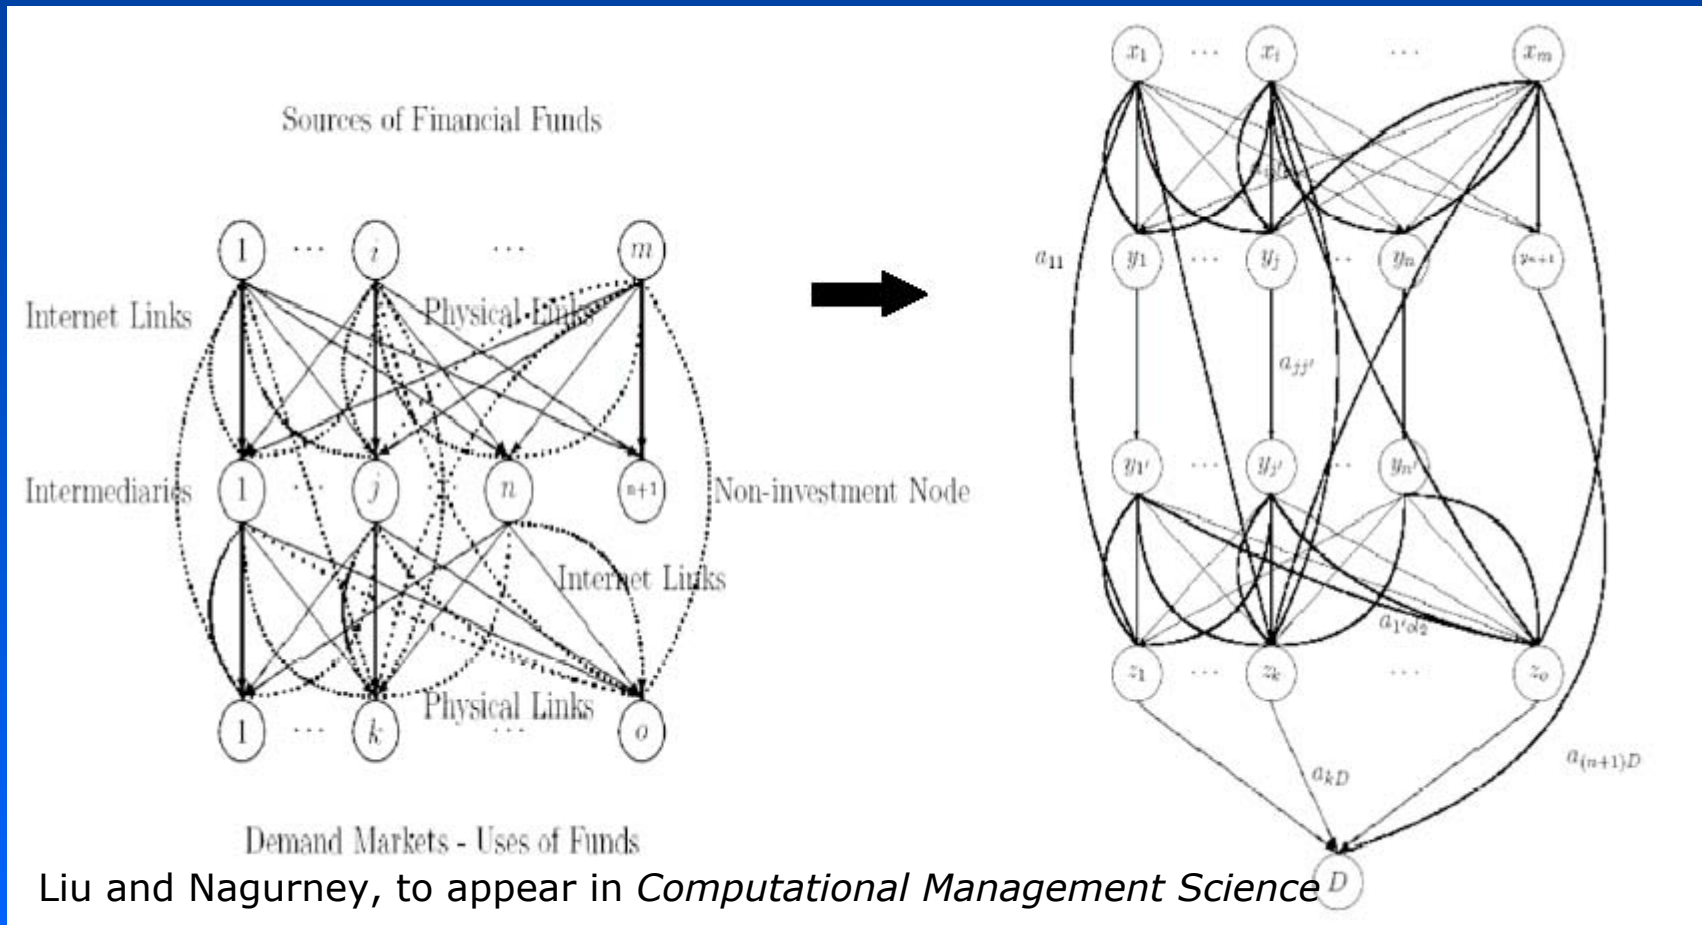 Sources of Financial Funds
1 ... i ... m
Internet Links
Physical Links
Intermediaries
1 ... j ... n n+1
Non-investment Node
Internet Links
Physical Links
1 ... k ... o
Demand Markets - Uses of Funds
Liu and Nagurney, to appear in Computational Management Science
x1 ... xi ... xm
a11
y1 ... yj ... yn yn+1
ajj'
y1' ... yj' ... yn'
z1 ... zk ... zo
akD
a(n+1)D
D